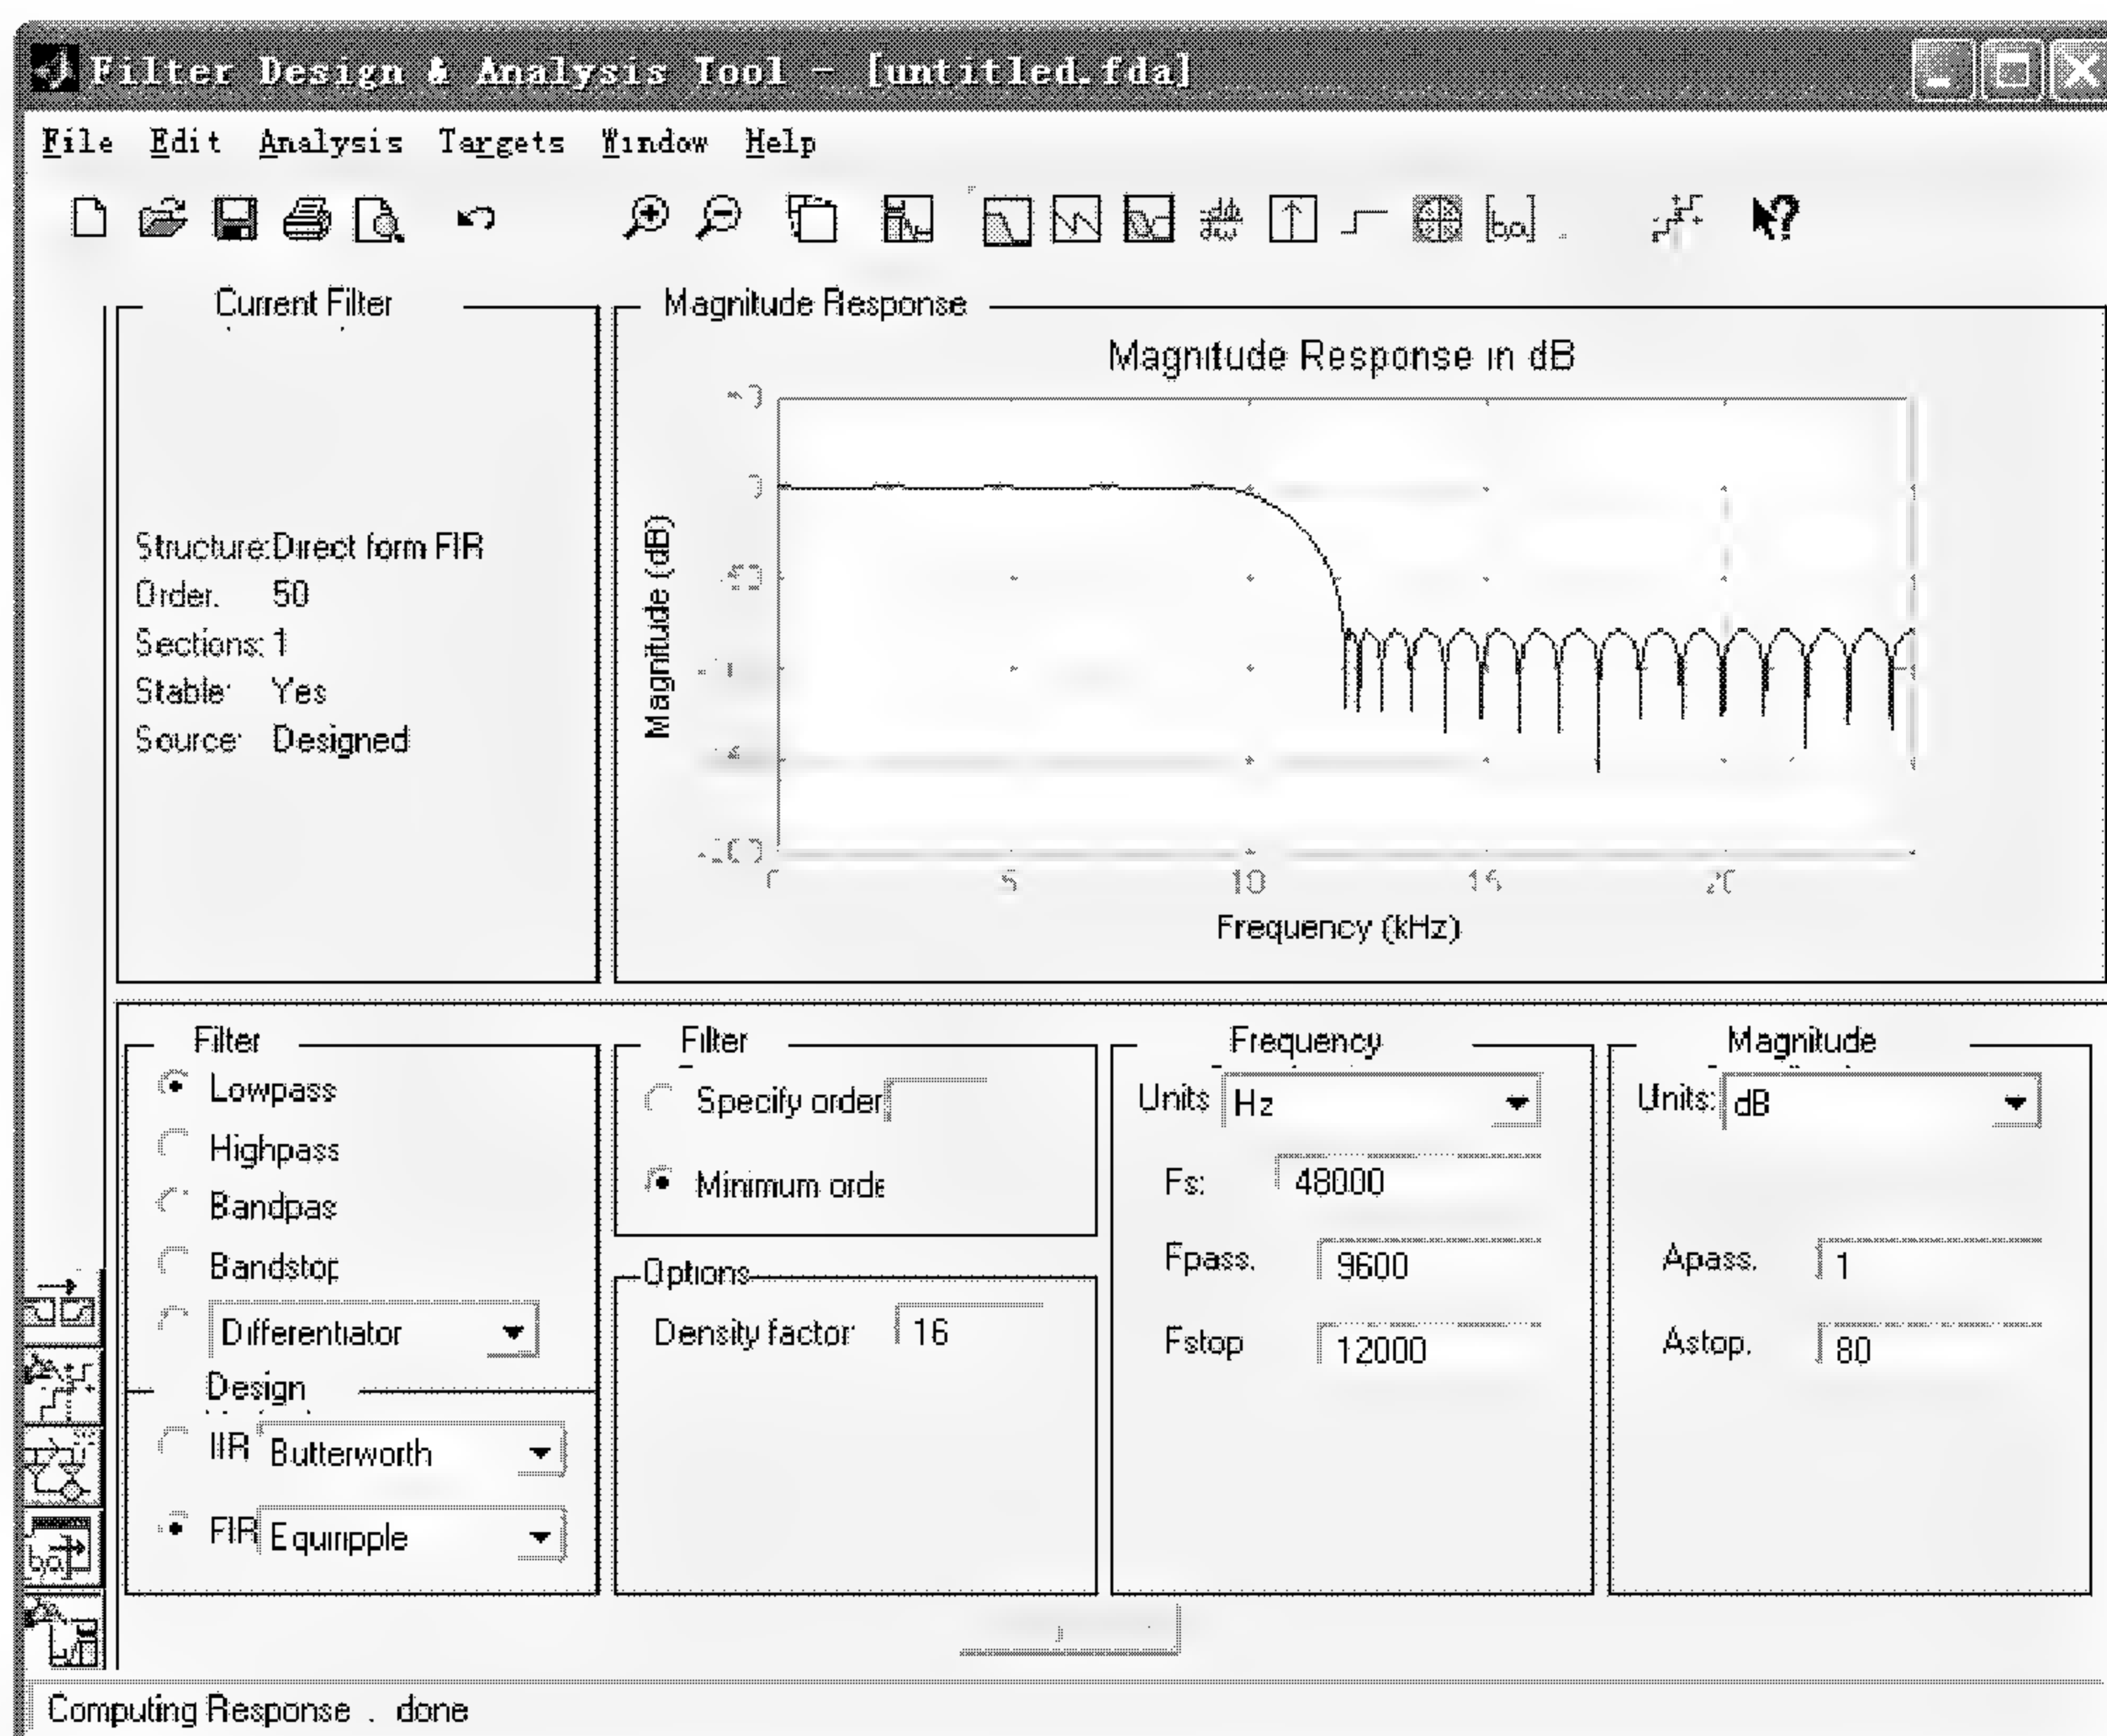 Filter Design & Analysis Tool - [untitled.fda]
File Edit Analysis Targets Window Help
Current Filter
Structure: Direct form FIR
Order. 50
Sections: 1
Stable: Yes
Source: Designed
Magnitude Response
Magnitude Response in dB
Magnitude (dB)
0
5
10
15
20
Frequency (kHz)
Filter
Lowpass
Highpass
Bandpas
Bandstop
Differentiator
Design
IIR Butterworth
FIR Equiripple
Filter
Specify order
Minimum orde
Options
Density factor 16
Frequency
Units Hz
Fs: 48000
Fpass. 9600
Fstop 12000
Magnitude
Units: dB
Apass. 1
Astop. 80
Computing Response . done